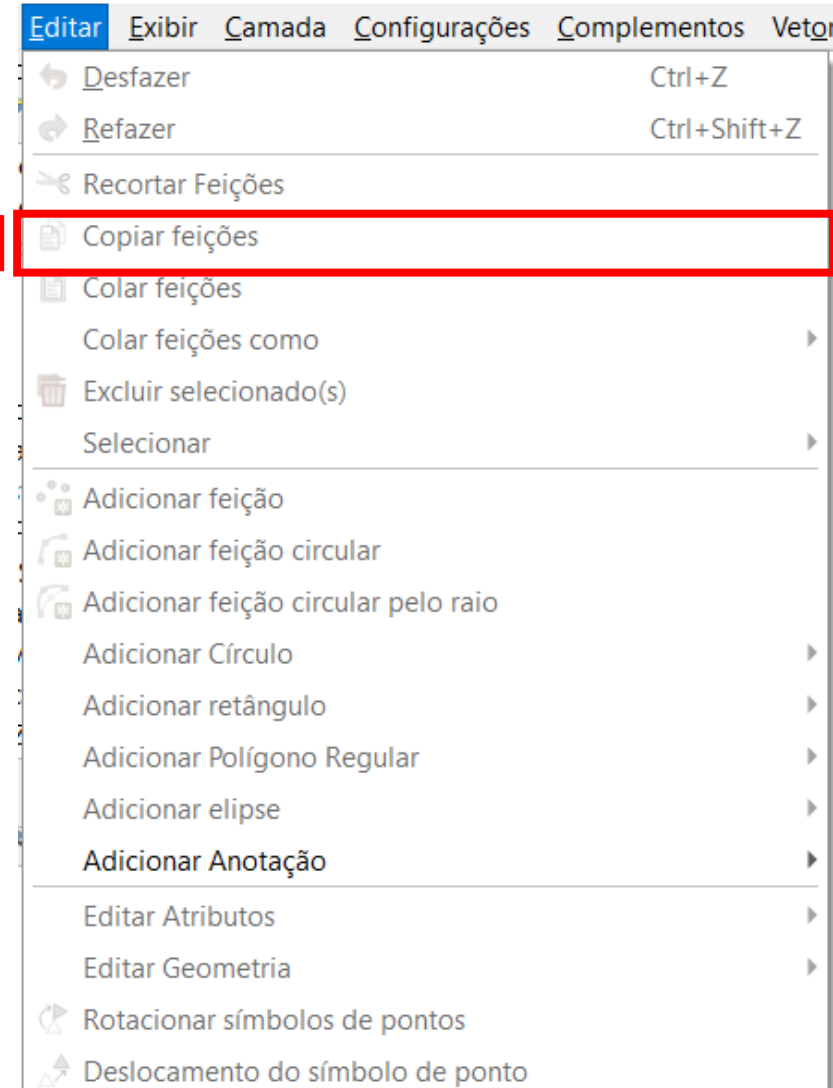 Editar Exibir Camada Configurações Complementos Vetor
Desfazer Ctrl+Z
Refazer Ctrl+Shift+Z
Recortar Feições
Copiar feições
Colar feições
Colar feições como
Excluir selecionado(s)
Selecionar
Adicionar feição
Adicionar feição circular
Adicionar feição circular pelo raio
Adicionar Círculo
Adicionar retângulo
Adicionar Polígono Regular
Adicionar elipse
Adicionar Anotação
Editar Atributos
Editar Geometria
Rotacionar símbolos de pontos
Deslocamento do símbolo de ponto